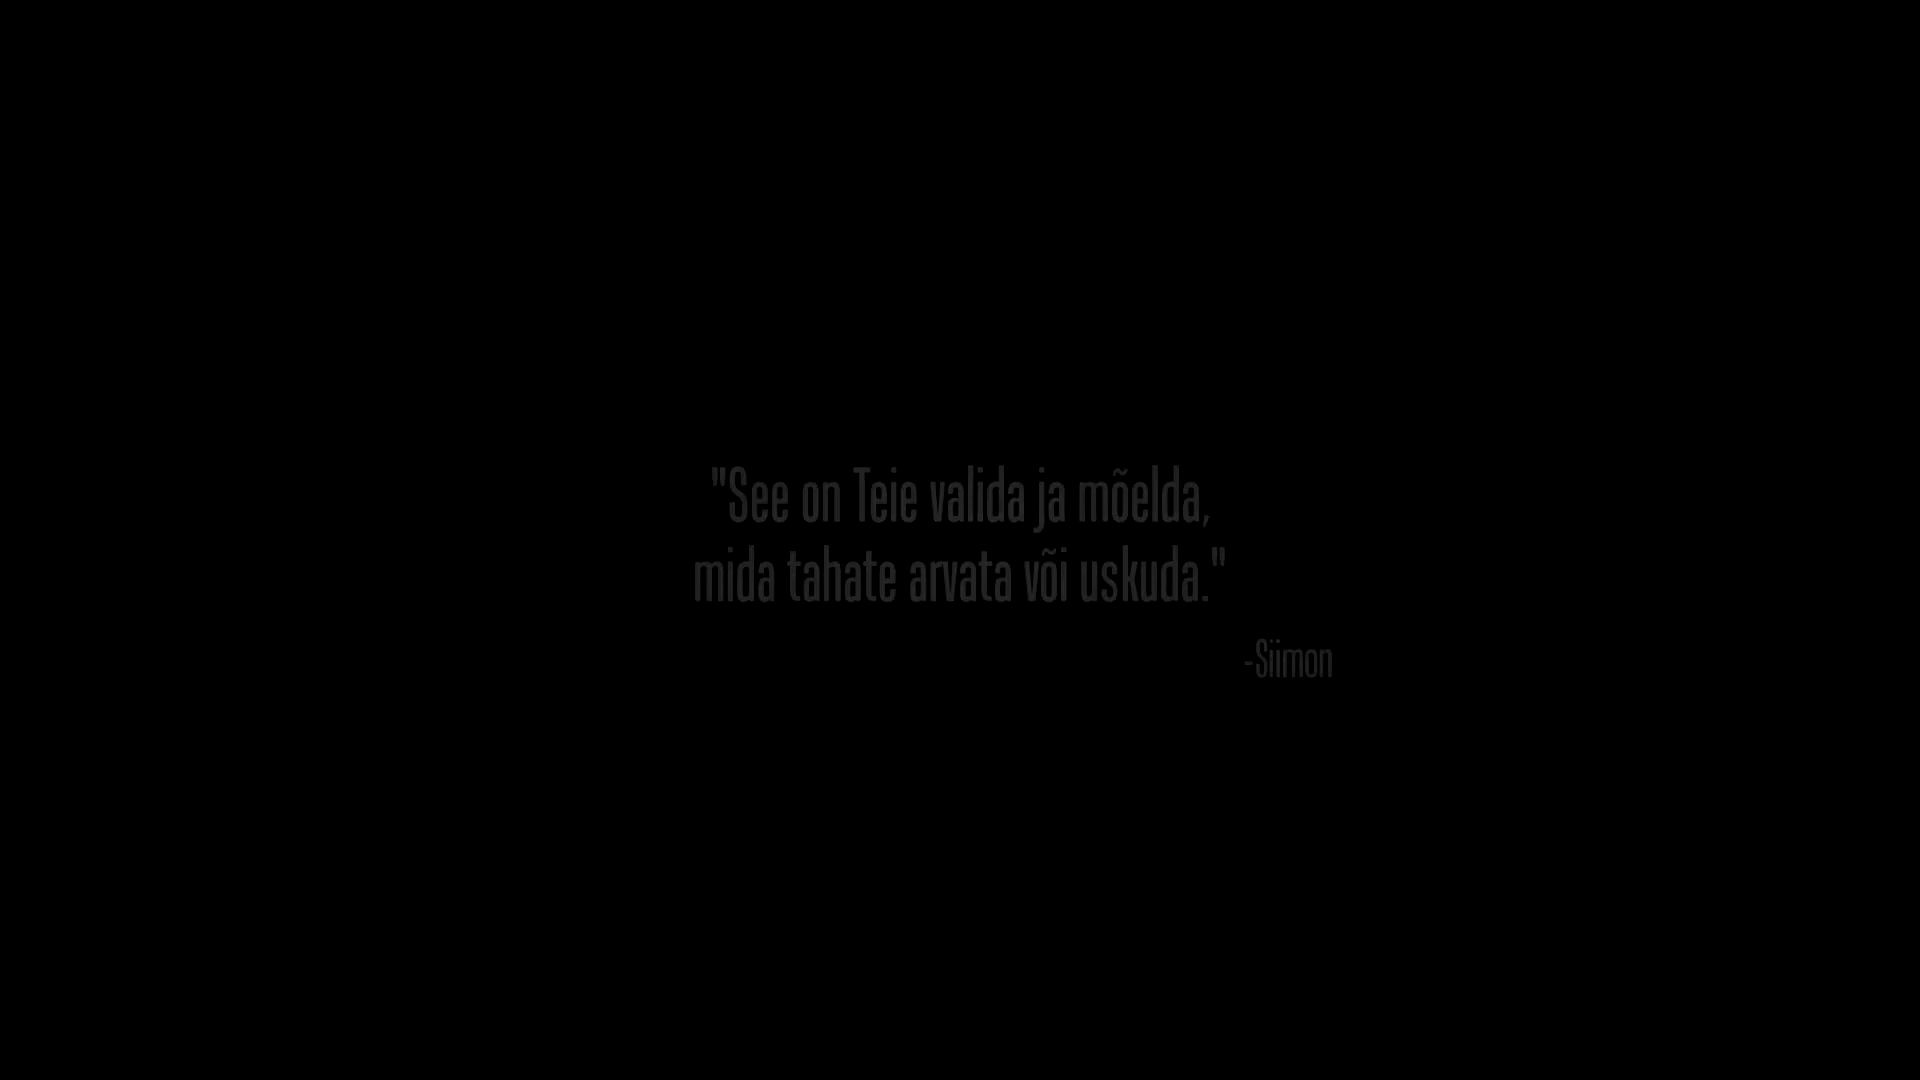 "See on Teie valida ja mõelda,
mida tahate arvata või uskuda."
-Siimon